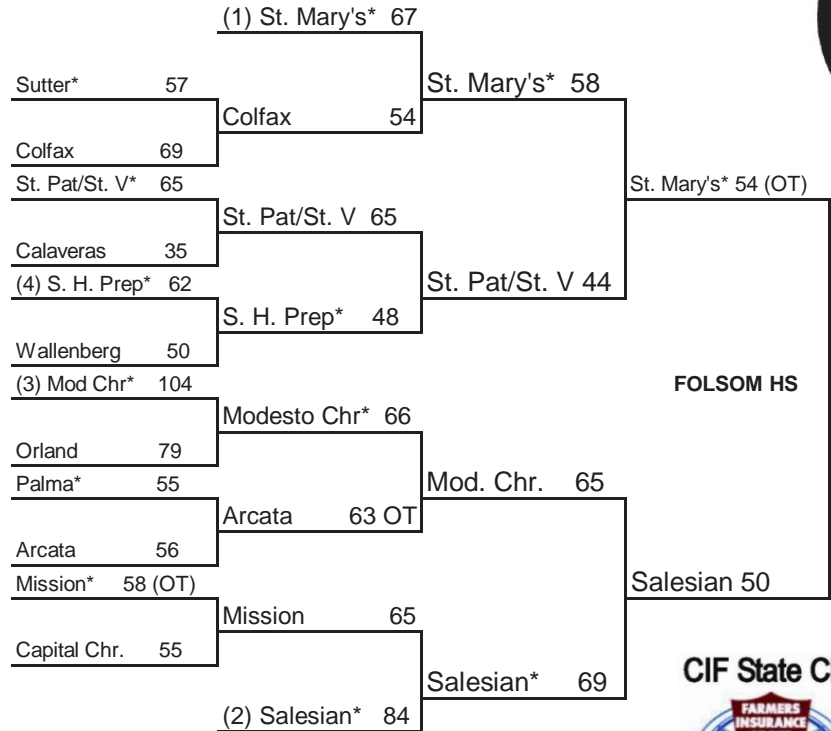 (1) St. Mary's* 67
Sutter* 57
St. Mary's* 58
Colfax 54
Colfax 69
St. Pat/St. V* 65
St. Mary's* 54 (OT)
St. Pat/St. V 65
Calaveras 35
(4) S. H. Prep* 62
St. Pat/St. V 44
S. H. Prep* 48
Wallenberg 50
(3) Mod Chr* 104
FOLSOM HS
Modesto Chr* 66
Orland 79
Palma* 55
Mod. Chr. 65
Arcata 63 OT
Arcata 56
Mission* 58 (OT)
Salesian 50
Mission 65
Capital Chr. 55
Salesian* 69
CIF State C
(2) Salesian* 84
FARMERS
INSURANCE